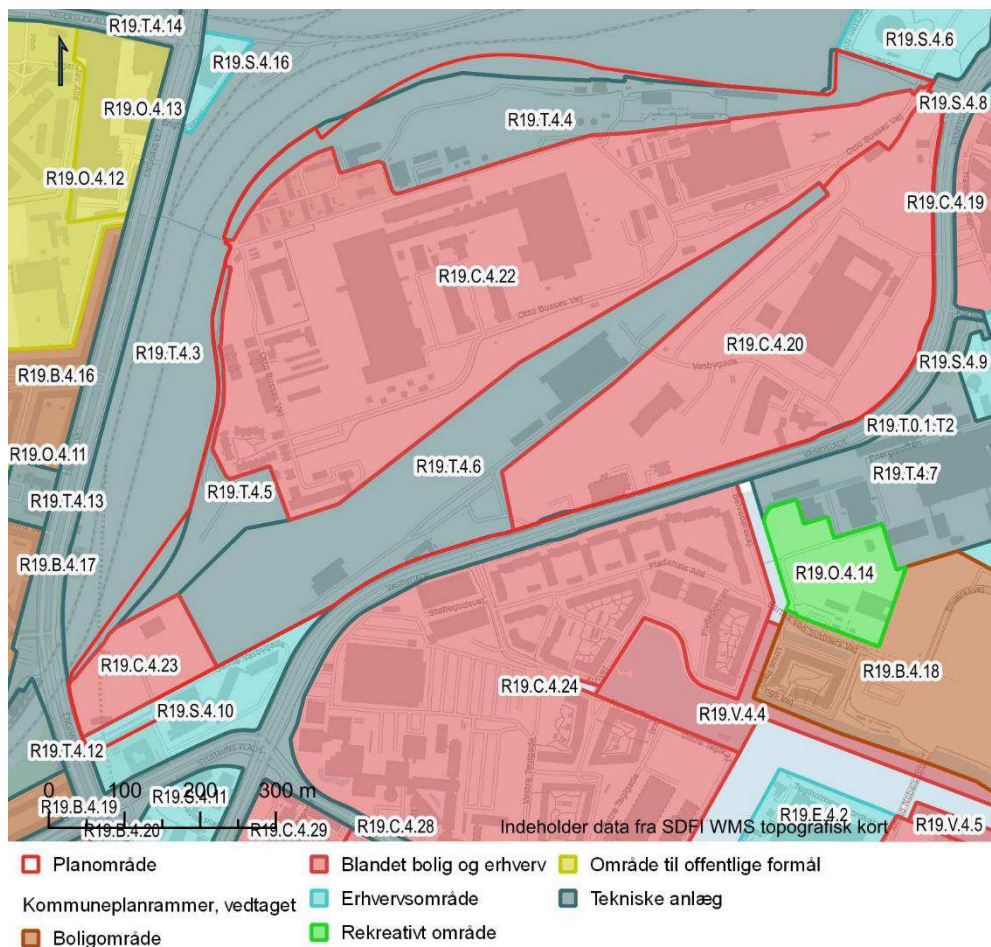 R19.T.4.14
R19.S.4.16
R19.S.4.6
R19.O.4.13
R19.S.4.8
R19.T.4.4
Otto Busses Vej
R19.O.4.12
R19.C.4.19
R19.C.4.22
Otto Busses Vej
R19.T.4.3
R19.C.4.20
Vasbygade
R19.B.4.16
Otto Busses Vej
R19.S.4.9
R19.T.0.1.T2
R19.O.4.11
R19.T.4.6
R19.T.4.7
R19.T.4.5
R19.T.4.13
VASBYGADE
R19.B.4.17
R19.O.4.14
Stebegodsvej
R19.C.4.23
R19.B.4.18
R19.C.4.24
R19.V.4.4
R19.S.4.10
R19.T.4.12
0 100 200 300 m
R19.S.4.11
R19.B.4.19
R19.E.4.2
R19.V.4.5
R19.B.4.20
R19.C.4.29
R19.C.4.28
Indeholder data fra SDFI WMS topografisk kort
Planområde
Kommuneplanrammer, vedtaget
Boligområde
Blandet bolig og erhverv
Erhvervsområde
Rekreativt område
Område til offentlige formål
Tekniske anlæg